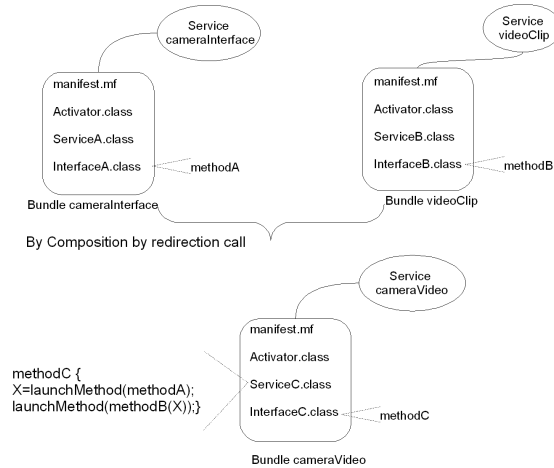 Service
cameraInterface
Service
videoClip
manifest.mf
Activator.class
ServiceA.class
InterfaceA.class
methodA
Bundle cameraInterface
manifest.mf
Activator.class
ServiceB.class
InterfaceB.class
methodB
Bundle videoClip
By Composition by redirection call
Service
cameraVideo
manifest.mf
Activator.class
ServiceC.class
InterfaceC.class
methodC
methodC {
X=launchMethod(methodA);
launchMethod(methodB(X));}
Bundle cameraVideo